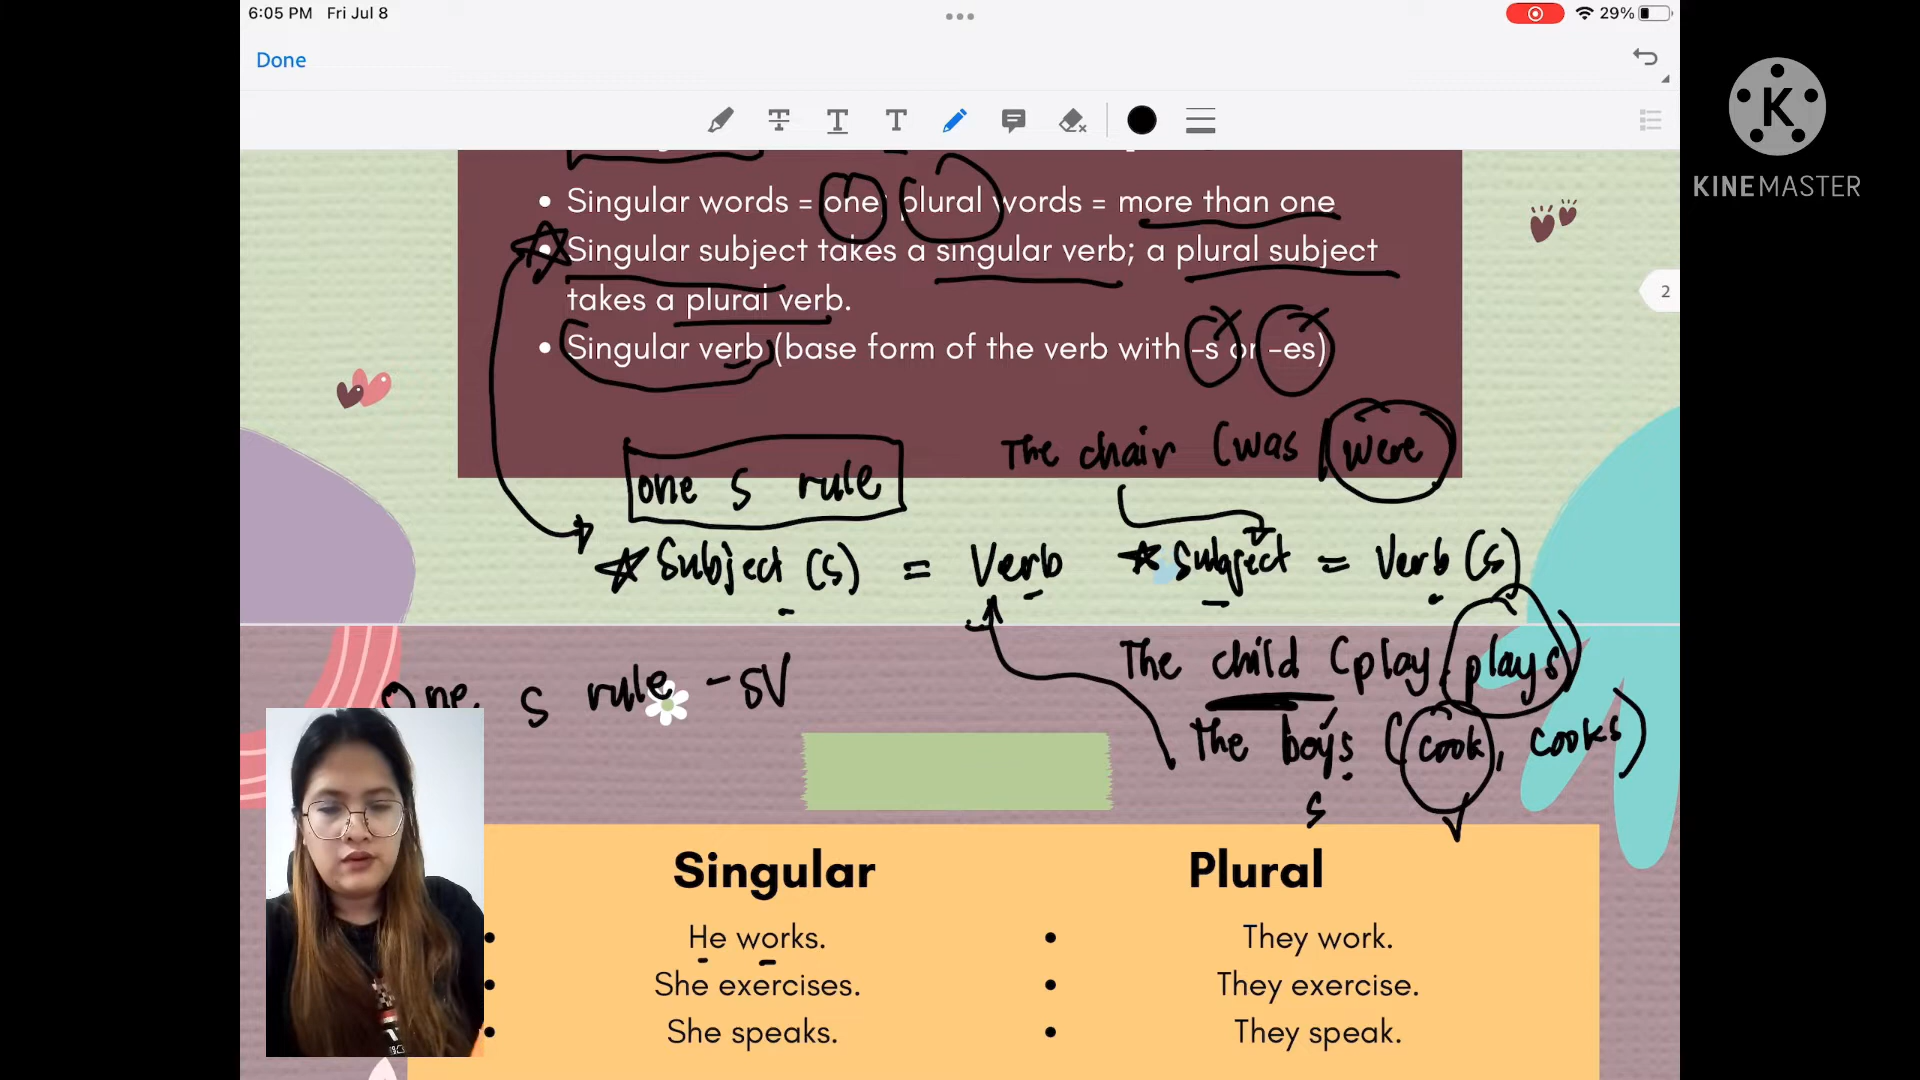 6:05 PM Fri Jul 8
29%
Done
K
KINEMASTER
Singular words = one; plural words = more than one
Singular subject takes a singular verb; a plural subject
takes a plural verb.
2
Singular verb (base form of the verb with -s or -es)
The chair (was were
one s rule
Subject (s) = Verb
Subject = Verb (s)
The child (play, plays)
One s rule - SV
The boys (cook, cooks)
s
Singular
Plural
He works.
They work.
She exercises.
They exercise.
She speaks.
They speak.